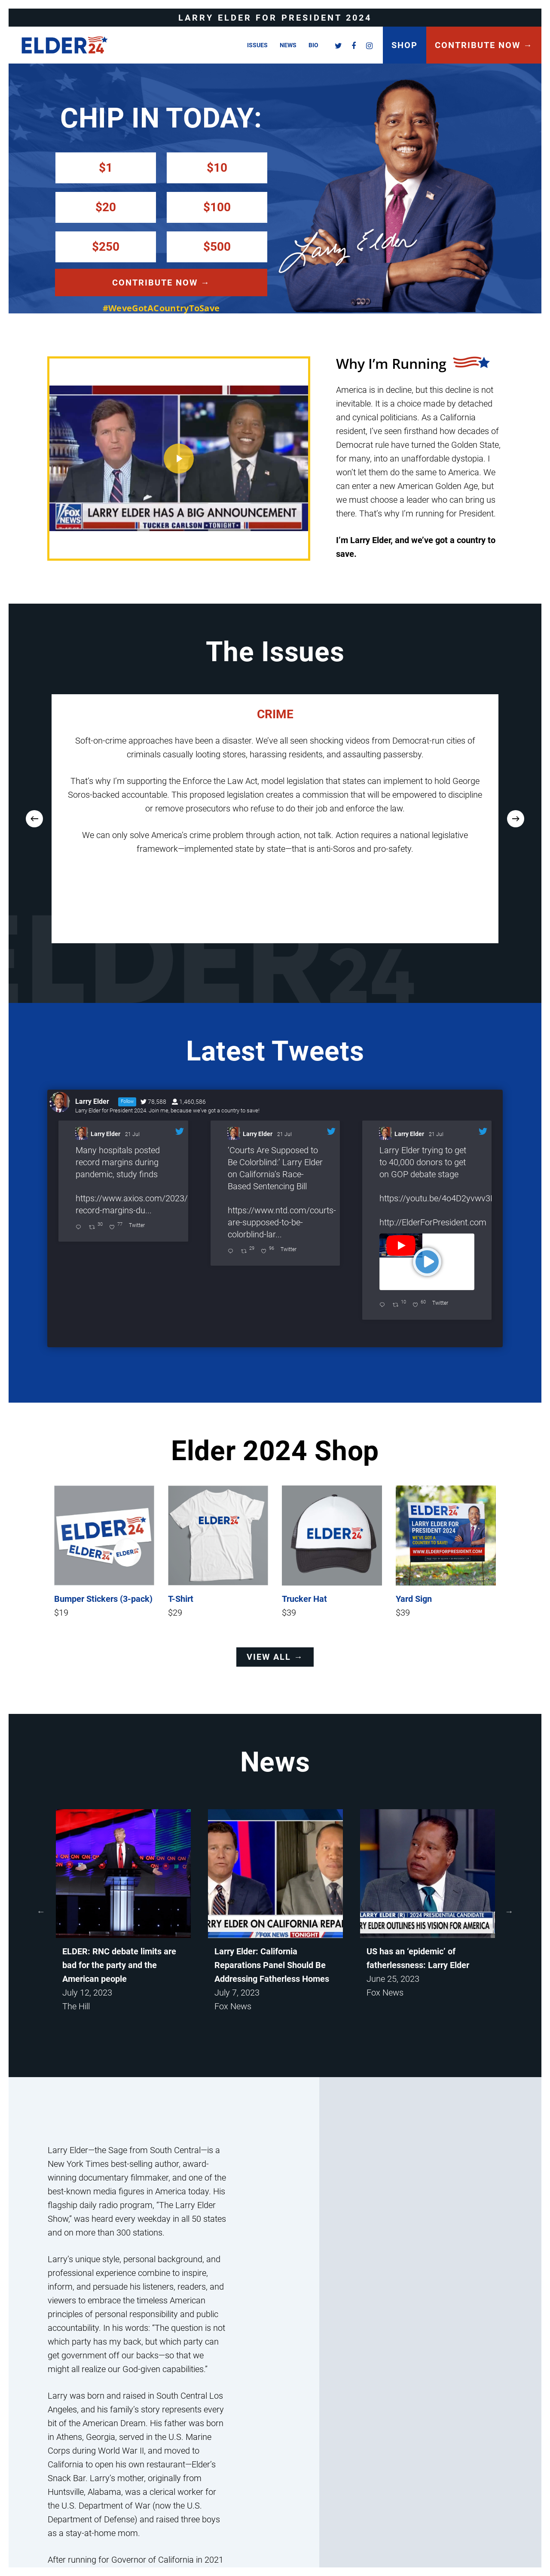 LARRY ELDER FOR PRESIDENT 2024
ELDER24
ISSUES NEWS BIO
SHOP
CONTRIBUTE NOW →
CHIP IN TODAY:
$1 $10
$20 $100
$250 $500
CONTRIBUTE NOW →
#WeveGotACountryToSave
Larry Elder
FOX NEWS
LARRY ELDER HAS A BIG ANNOUNCEMENT
TUCKER CARLSON TONIGHT
Why I'm Running
America is in decline, but this decline is not
inevitable. It is a choice made by detached
and cynical politicians. As a California
resident, I've seen firsthand how decades of
Democrat rule have turned the Golden State,
for many, into an unaffordable dystopia. I
won't let them do the same to America. We
can enter a new American Golden Age, but
we must choose a leader who can bring us
there. That's why I'm running for President.
I'm Larry Elder, and we've got a country to
save.
The Issues
CRIME
Soft-on-crime approaches have been a disaster. We've all seen shocking videos from Democrat-run cities of
criminals casually looting stores, harassing residents, and assaulting passersby.
That's why I'm supporting the Enforce the Law Act, model legislation that states can implement to hold George
Soros-backed accountable. This proposed legislation creates a commission that will be empowered to discipline
or remove prosecutors who refuse to do their job and enforce the law.
We can only solve America's crime problem through action, not talk. Action requires a national legislative
framework—implemented state by state—that is anti-Soros and pro-safety.
← →
ELDER24
Latest Tweets
Larry Elder Follow 78,588 1,460,586
Larry Elder for President 2024. Join me, because we've got a country to save!
Larry Elder 21 Jul
Many hospitals posted
record margins during
pandemic, study finds
https://www.axios.com/2023/
record-margins-du...
30 77 Twitter
Larry Elder 21 Jul
'Courts Are Supposed to
Be Colorblind:' Larry Elder
on California's Race-
Based Sentencing Bill
https://www.ntd.com/courts-
are-supposed-to-be-
colorblind-lar...
29 96 Twitter
Larry Elder 21 Jul
Larry Elder trying to get
to 40,000 donors to get
on GOP debate stage
https://youtu.be/4o4D2yvwv3
http://ElderForPresident.com
Twitter
Elder 2024 Shop
ELDER24
ELDER24
ELDER24
ELDER24
ELDER24
ELDER24
LARRY ELDER FOR
PRESIDENT 2024
WE'VE GOT A
COUNTRY TO SAVE!
WWW.ELDERFORPRESIDENT.COM
Bumper Stickers (3-pack) T-Shirt Trucker Hat Yard Sign
$19 $29 $39 $39
VIEW ALL →
News
← →
RRY ELDER ON CALIFORNIA REPA
FOX NEWS TONIGHT
LARRY ELDER (R) | 2024 PRESIDENTIAL CANDIDATE
RY ELDER OUTLINES HIS VISION FOR AMERICA
ELDER: RNC debate limits are
bad for the party and the
American people
July 12, 2023
The Hill
Larry Elder: California
Reparations Panel Should Be
Addressing Fatherless Homes
July 7, 2023
Fox News
US has an 'epidemic' of
fatherlessness: Larry Elder
June 25, 2023
Fox News
Larry Elder—the Sage from South Central—is a
New York Times best-selling author, award-
winning documentary filmmaker, and one of the
best-known media figures in America today. His
flagship daily radio program, "The Larry Elder
Show," was heard every weekday in all 50 states
and on more than 300 stations.
Larry's unique style, personal background, and
professional experience combine to inspire,
inform, and persuade his listeners, readers, and
viewers to embrace the timeless American
principles of personal responsibility and public
accountability. In his words: "The question is not
which party has my back, but which party can
get government off our backs—so that we
might all realize our God-given capabilities."
Larry was born and raised in South Central Los
Angeles, and his family's story represents every
bit of the American Dream. His father was born
in Athens, Georgia, served in the U.S. Marine
Corps during World War II, and moved to
California to open his own restaurant—Elder's
Snack Bar. Larry's mother, originally from
Huntsville, Alabama, was a clerical worker for
the U.S. Department of War (now the U.S.
Department of Defense) and raised three boys
as a stay-at-home mom.
After running for Governor of California in 2021